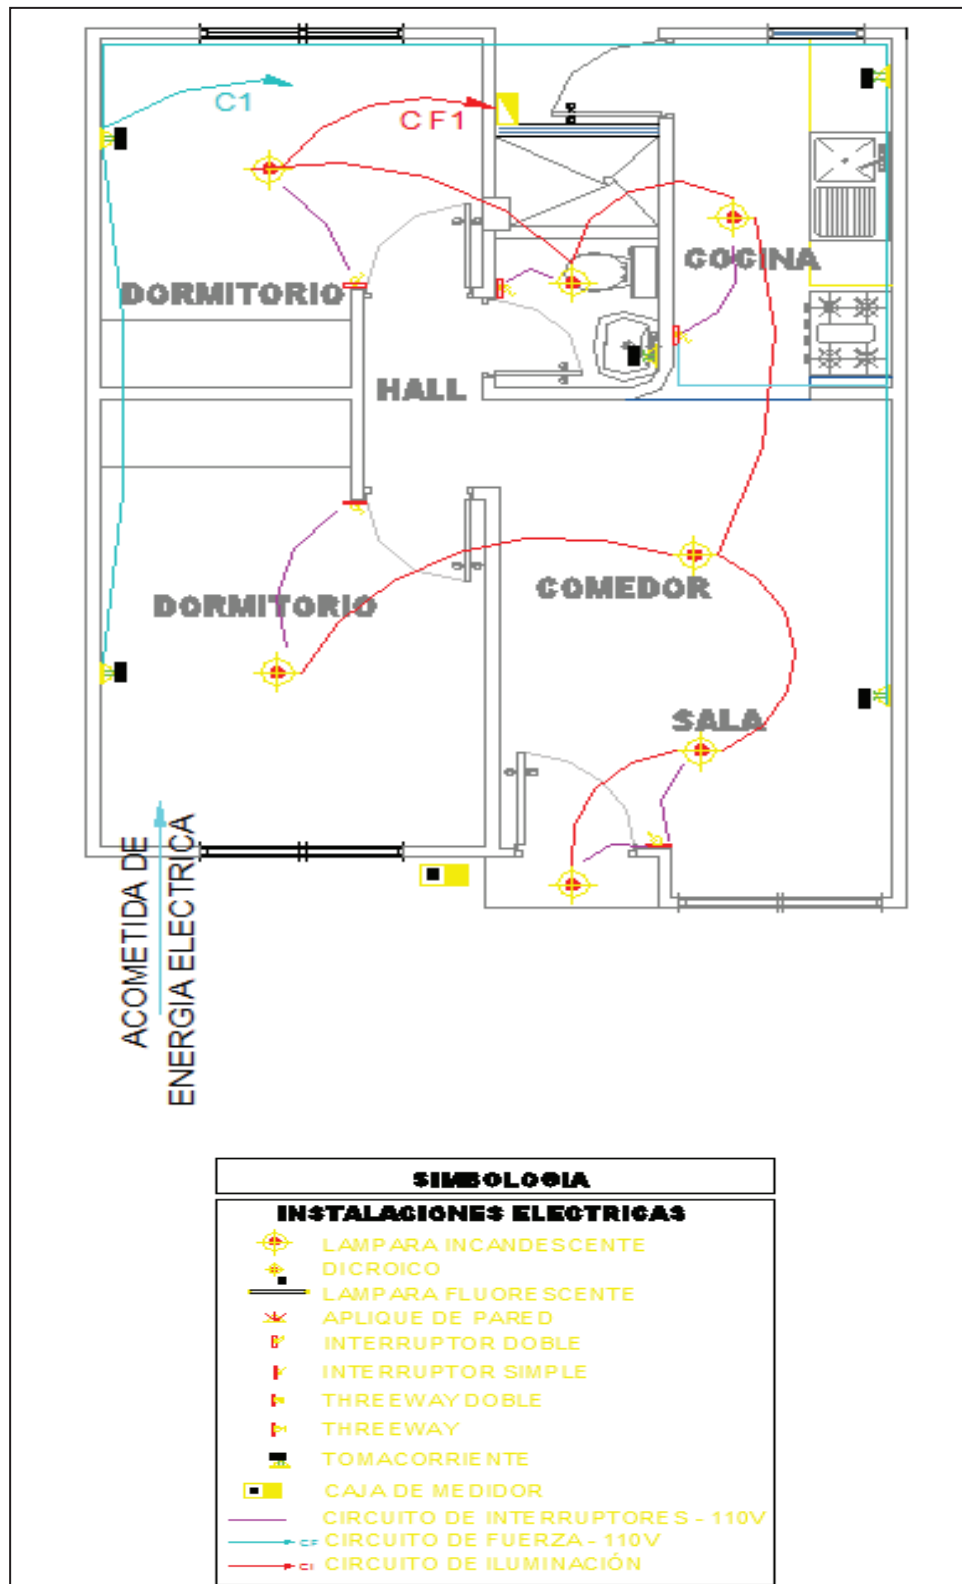 C1
CF1
COCINA
DORMITORIO
HALL
COMEDOR
DORMITORIO
SALA
ACOMETIDA DE
ENERGIA ELECTRICA
SIMBOLOGIA
INSTALACIONES ELECTRICAS
LAMPARA INCANDESCENTE
DICROICO
LAMPARA FLUORESCENTE
APLIQUE DE PARED
INTERRUPTOR DOBLE
INTERRUPTOR SIMPLE
THREEWAY DOBLE
THREEWAY
TOMACORRIENTE
CAJA DE MEDIDOR
CIRCUITO DE INTERRUPTORES - 110V
CF CIRCUITO DE FUERZA - 110V
CI CIRCUITO DE ILUMINACIÓN